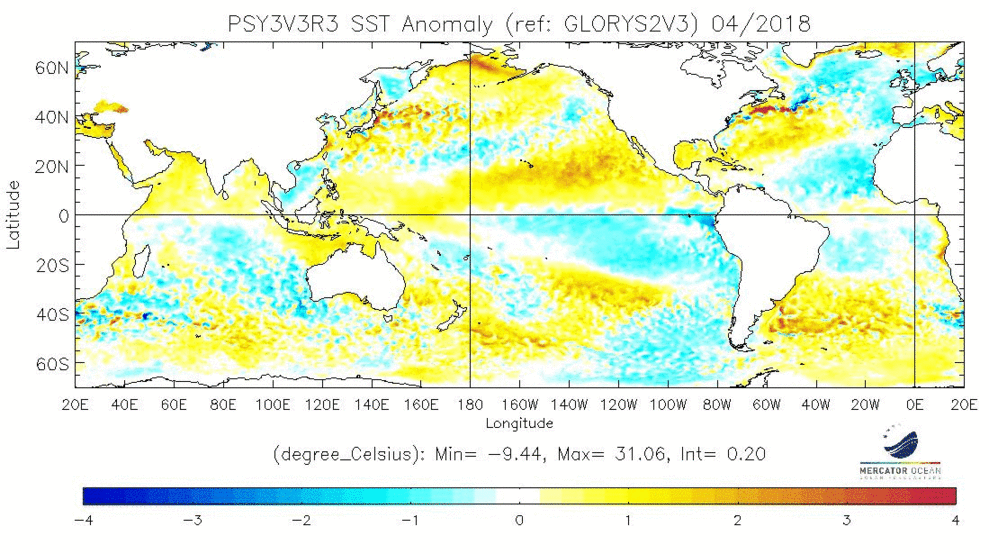 PSY3V3R3 SST Anomaly (ref: GLORYS2V3) 04/2018
60N
40N
20N
0
20S
40S
60S
Latitude
20E 40E 60E 80E 100E 120E 140E 160E 180 160W 140W 120W 100W 80W 60W 40W 20W 0E 20E
Longitude
(degree_Celsius): Min= -9.44, Max= 31.06, Int= 0.20
MERCATOR OCEAN
-4 -3 -2 -1 0 1 2 3 4